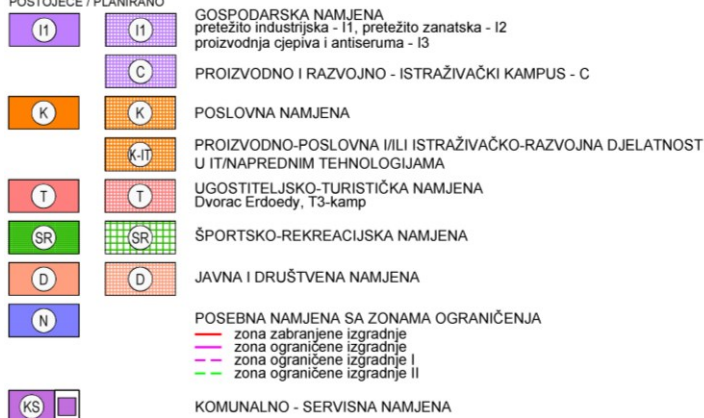 POSTOJEĆE / PLANIRANO
I1 I1 GOSPODARSKA NAMJENA
pretežito industrijska - I1, pretežito zanatska - I2
proizvodnja cjepiva i antiseruma - I3
C PROIZVODNO I RAZVOJNO - ISTRAŽIVAČKI KAMPUS - C
K K POSLOVNA NAMJENA
K-IT PROIZVODNO-POSLOVNA I/ILI ISTRAŽIVAČKO-RAZVOJNA DJELATNOST
U IT/NAPREDNIM TEHNOLOGIJAMA
T T UGOSTITELJSKO-TURISTIČKA NAMJENA
Dvorac Erdoedy, T3-kamp
SR SR ŠPORTSKO-REKREACIJSKA NAMJENA
D D JAVNA I DRUŠTVENA NAMJENA
N POSEBNA NAMJENA SA ZONAMA OGRANIČENJA
zona zabranjene izgradnje
zona ograničene izgradnje
zona ograničene izgradnje I
zona ograničene izgradnje II
KS KOMUNALNO - SERVISNA NAMJENA